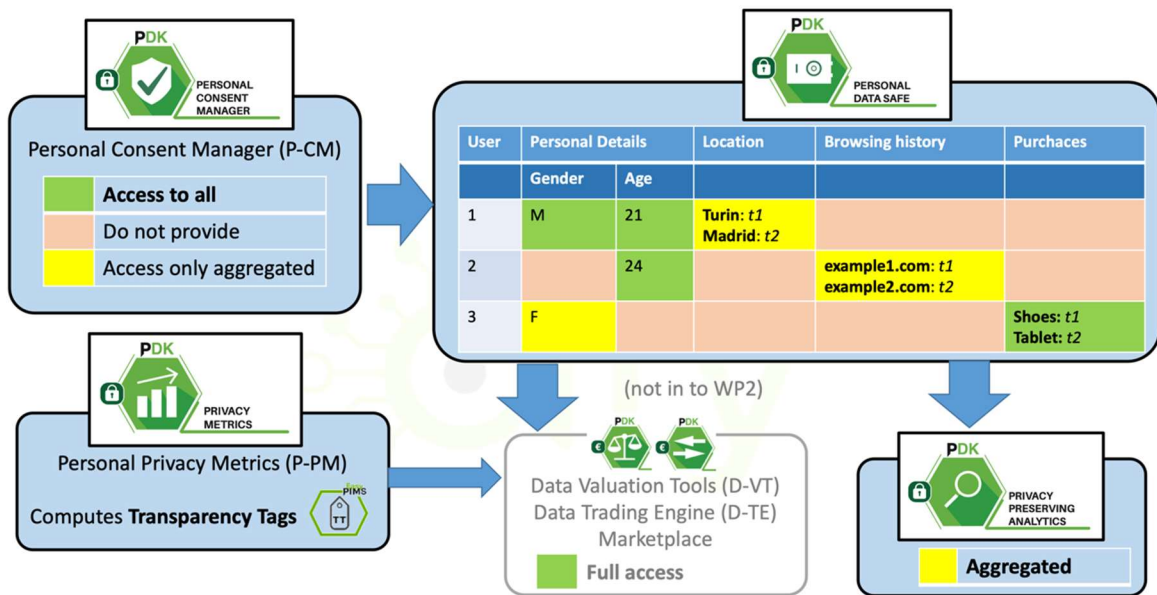 PDK
PERSONAL
CONSENT
MANAGER
Personal Consent Manager (P-CM)
Access to all
Do not provide
Access only aggregated
PDK
PERSONAL
DATA SAFE
User Personal Details Location Browsing history Purchaces
Gender Age
1 M 21 Turin: t1
Madrid: t2
2 24 example1.com: t1
example2.com: t2
3 F Shoes: t1
Tablet: t2
PDK
PRIVACY
METRICS
Personal Privacy Metrics (P-PM)
Computes Transparency Tags
PIMS
TT
(not in to WP2)
PDK PDK
€ €
Data Valuation Tools (D-VT)
Data Trading Engine (D-TE)
Marketplace
Full access
PDK
PRIVACY
PRESERVING
ANALYTICS
Aggregated